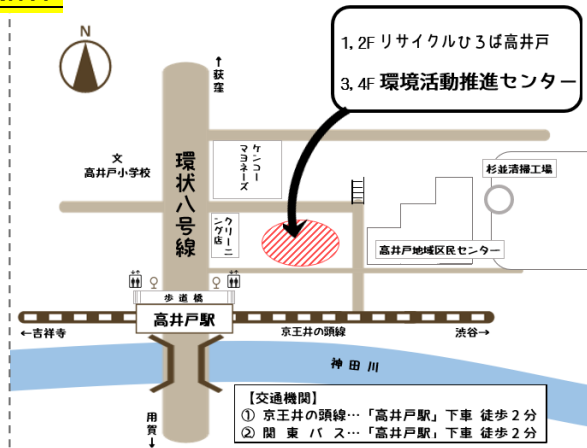 N
↑荻窪
1, 2F リサイクルひろば高井戸
3, 4F 環境活動推進センター
文
高井戸小学校
環状八号線
ケンコー
マヨネーズ
クリーニ
ング店
杉並清掃工場
高井戸地域区民センター
歩道橋
高井戸駅
←吉祥寺
京王井の頭線
渋谷→
神田川
用賀↓
【交通機関】
① 京王井の頭線…「高井戸駅」下車 徒歩2分
② 関東バス…「高井戸駅」下車 徒歩2分